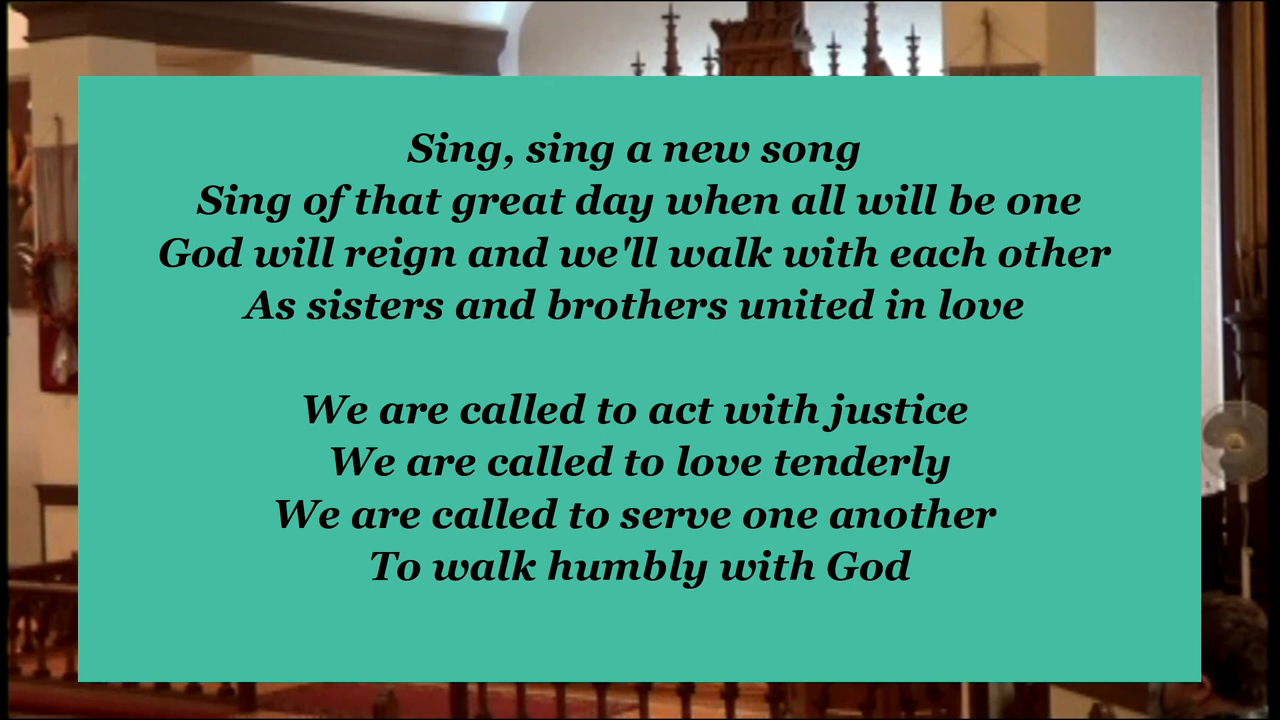 Sing, sing a new song
Sing of that great day when all will be one
God will reign and we'll walk with each other
As sisters and brothers united in love
We are called to act with justice
We are called to love tenderly
We are called to serve one another
To walk humbly with God